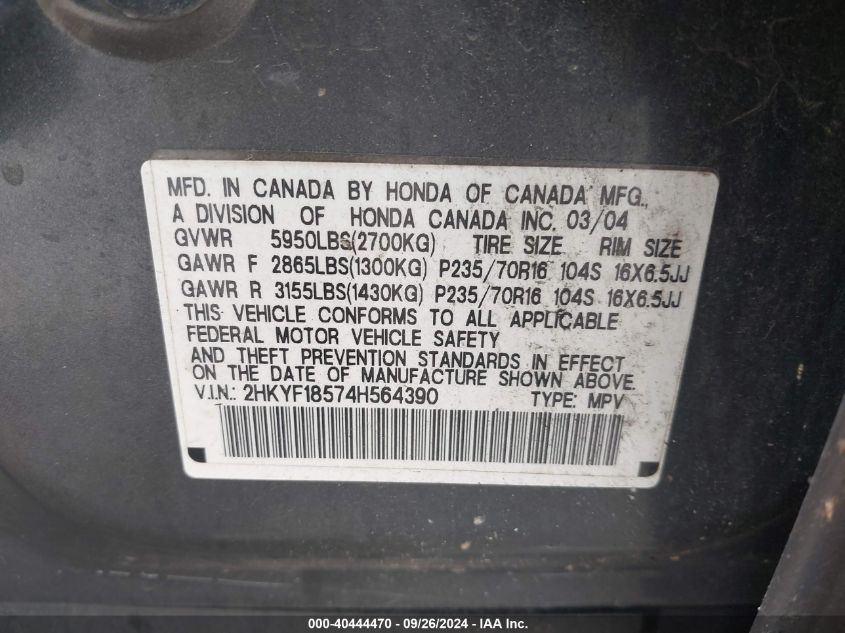 MFD. IN CANADA BY HONDA OF CANADA MFG.,
A DIVISION OF HONDA CANADA INC. 03/04
GVWR 5950LBS(2700KG) TIRE SIZE RIM SIZE
GAWR F 2865LBS(1300KG) P235/70R16 104S 16X6.5JJ
GAWR R 3155LBS(1430KG) P235/70R16 104S 16X6.5JJ
THIS VEHICLE CONFORMS TO ALL APPLICABLE
FEDERAL MOTOR VEHICLE SAFETY
AND THEFT PREVENTION STANDARDS IN EFFECT
ON THE DATE OF MANUFACTURE SHOWN ABOVE.
V.I.N.: 2HKYF18574H564390 TYPE: MPV
000-40444470 - 09/26/2024 - IAA, Inc.